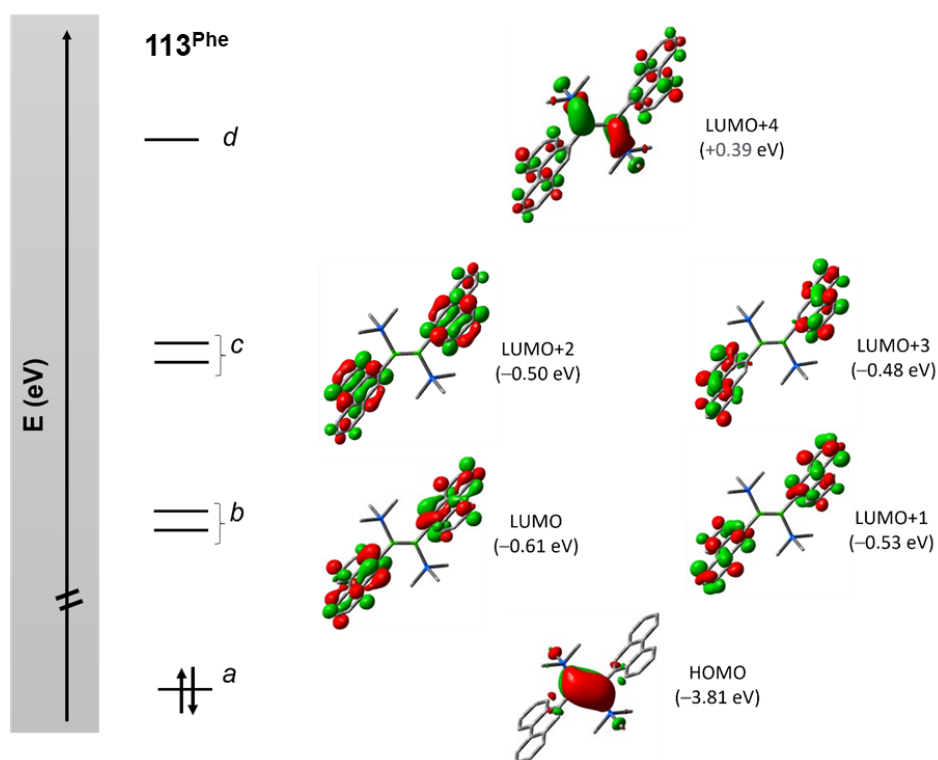 113^Phe
E (eV)
d
LUMO+4
(+0.39 eV)
c
LUMO+2
(−0.50 eV)
LUMO+3
(−0.48 eV)
b
LUMO
(−0.61 eV)
LUMO+1
(−0.53 eV)
a
HOMO
(−3.81 eV)